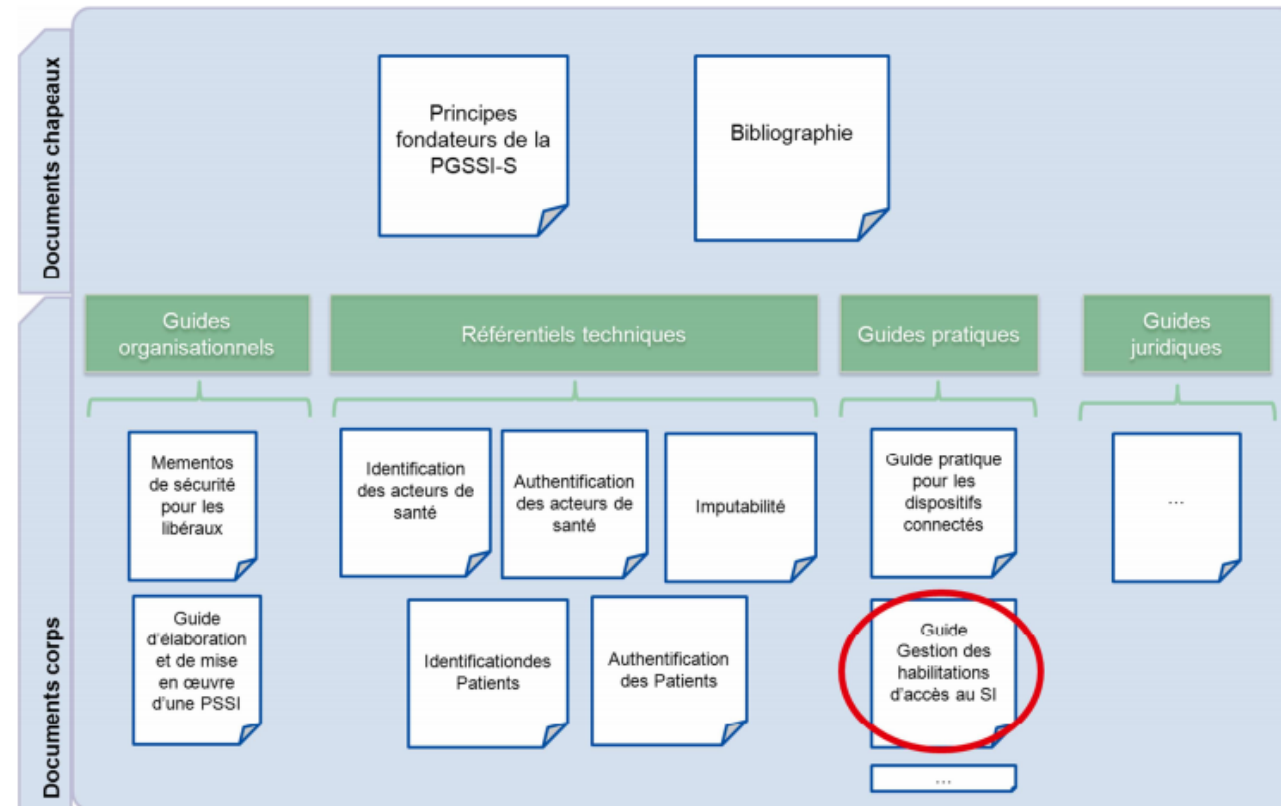 Documents chapeaux
Principes
fondateurs de la
PGSSI-S
Bibliographie
Documents corps
Guides
organisationnels
Référentiels techniques
Guides pratiques
Guides
juridiques
Mementos
de sécurité
pour les
libéraux
Identification
des acteurs de
santé
Authentification
des acteurs de
santé
Imputabilité
Guide pratique
pour les
dispositifs
connectés
...
Guide
d'élaboration
et de mise
en œuvre
d'une PSSI
Identificationdes
Patients
Authentification
des Patients
Guide
Gestion des
habilitations
d'accès au SI
...